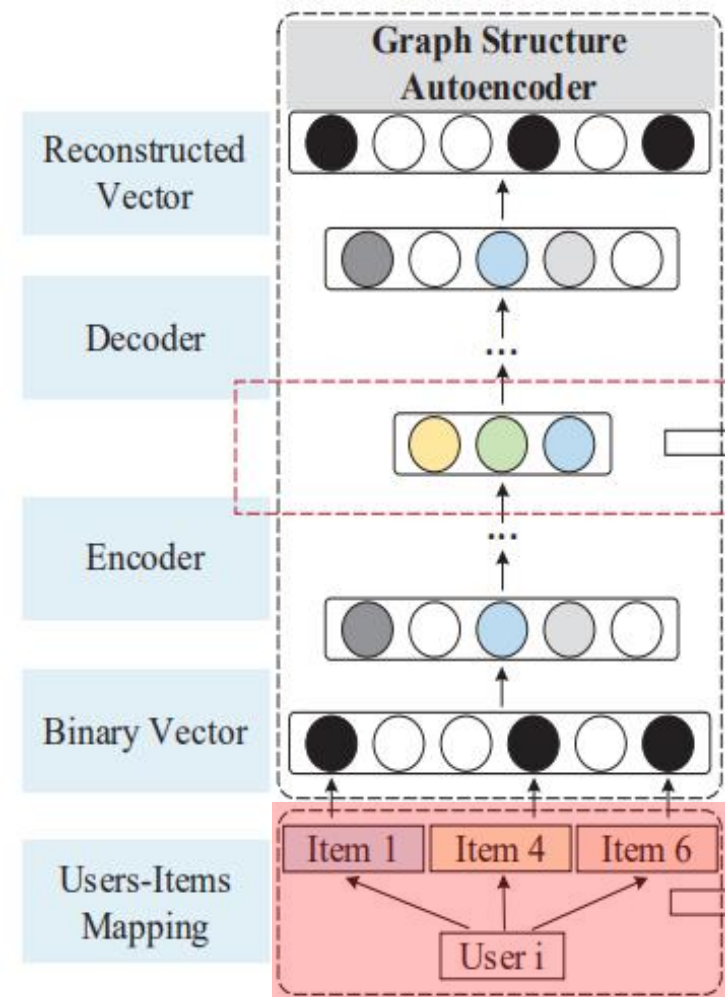 Graph Structure
Autoencoder
Reconstructed
Vector
Decoder
...
Encoder
...
Binary Vector
Users-Items
Mapping
Item 1
Item 4
Item 6
User i